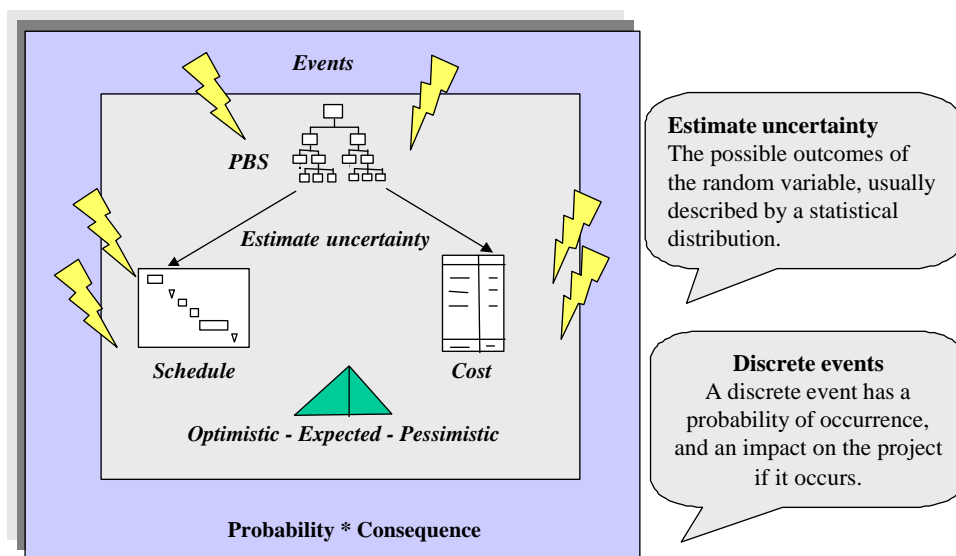 Events
PBS
Estimate uncertainty
Schedule
Cost
Optimistic - Expected - Pessimistic
Probability * Consequence
Estimate uncertainty
The possible outcomes of
the random variable, usually
described by a statistical
distribution.
Discrete events
A discrete event has a
probability of occurrence,
and an impact on the project
if it occurs.